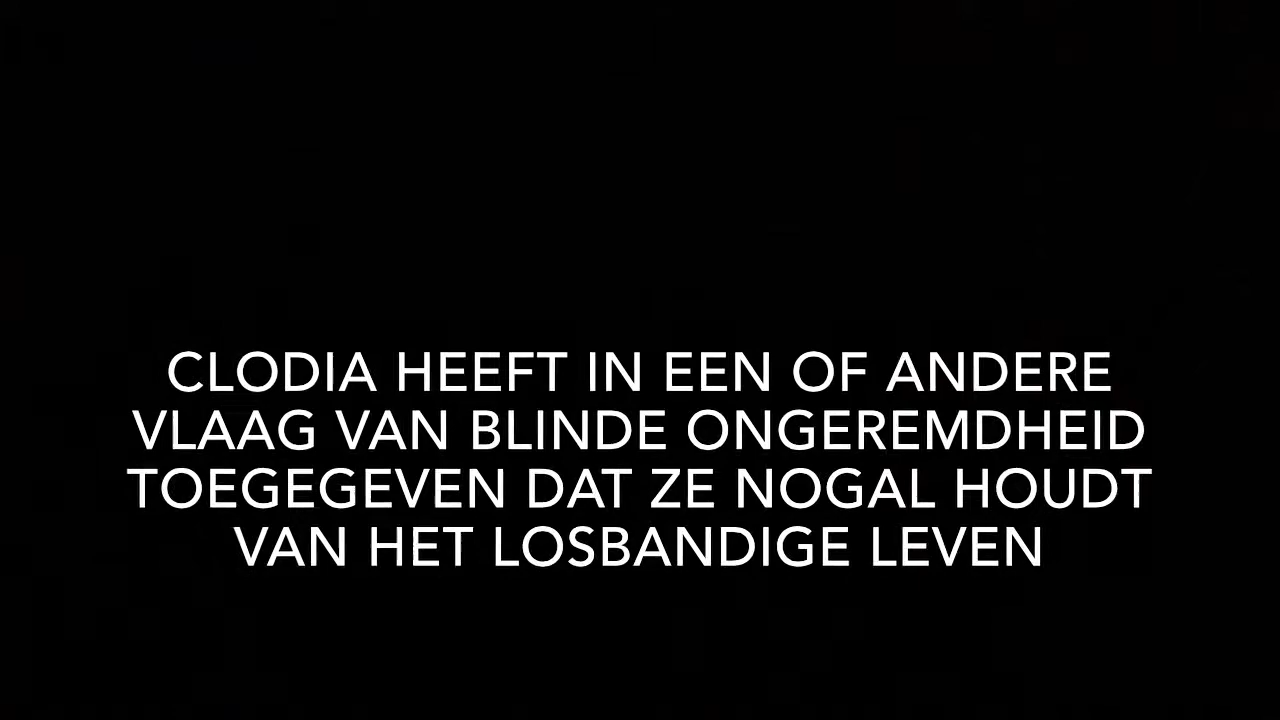 CLODIA HEEFT IN EEN OF ANDERE
VLAAG VAN BLINDE ONGEREMDHEID
TOEGEGEVEN DAT ZE NOGAL HOUDT
VAN HET LOSBANDIGE LEVEN